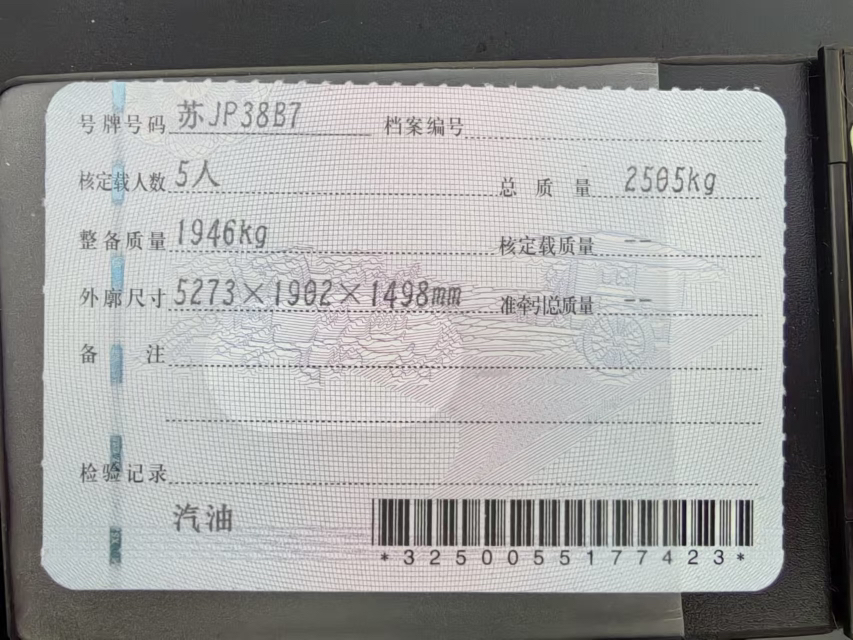 号牌号码 苏JP38B7 档案编号
核定载人数 5人 总质量 2505kg
整备质量 1946kg 核定载质量 --
外廓尺寸 5273×1902×1498mm 准牵引总质量 --
备注
检验记录
汽油
*3250055177423*